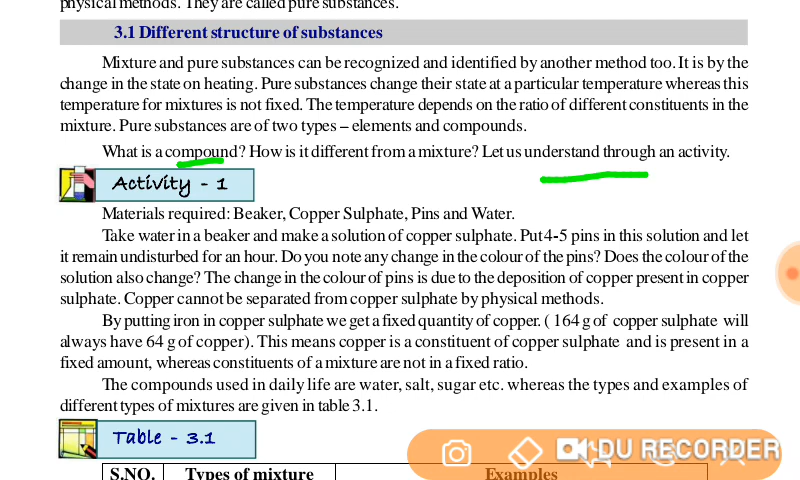 physical methods. They are called pure substances.
3.1 Different structure of substances
Mixture and pure substances can be recognized and identified by another method too. It is by the
change in the state on heating. Pure substances change their state at a particular temperature whereas this
temperature for mixtures is not fixed. The temperature depends on the ratio of different constituents in the
mixture. Pure substances are of two types – elements and compounds.
What is a compound? How is it different from a mixture? Let us understand through an activity.
Activity - 1
Materials required: Beaker, Copper Sulphate, Pins and Water.
Take water in a beaker and make a solution of copper sulphate. Put 4-5 pins in this solution and let
it remain undisturbed for an hour. Do you note any change in the colour of the pins? Does the colour of the
solution also change? The change in the colour of pins is due to the deposition of copper present in copper
sulphate. Copper cannot be separated from copper sulphate by physical methods.
By putting iron in copper sulphate we get a fixed quantity of copper. ( 164 g of copper sulphate will
always have 64 g of copper). This means copper is a constituent of copper sulphate and is present in a
fixed amount, whereas constituents of a mixture are not in a fixed ratio.
The compounds used in daily life are water, salt, sugar etc. whereas the types and examples of
different types of mixtures are given in table 3.1.
Table - 3.1
DU RECORDER
S.NO. Types of mixture Examples